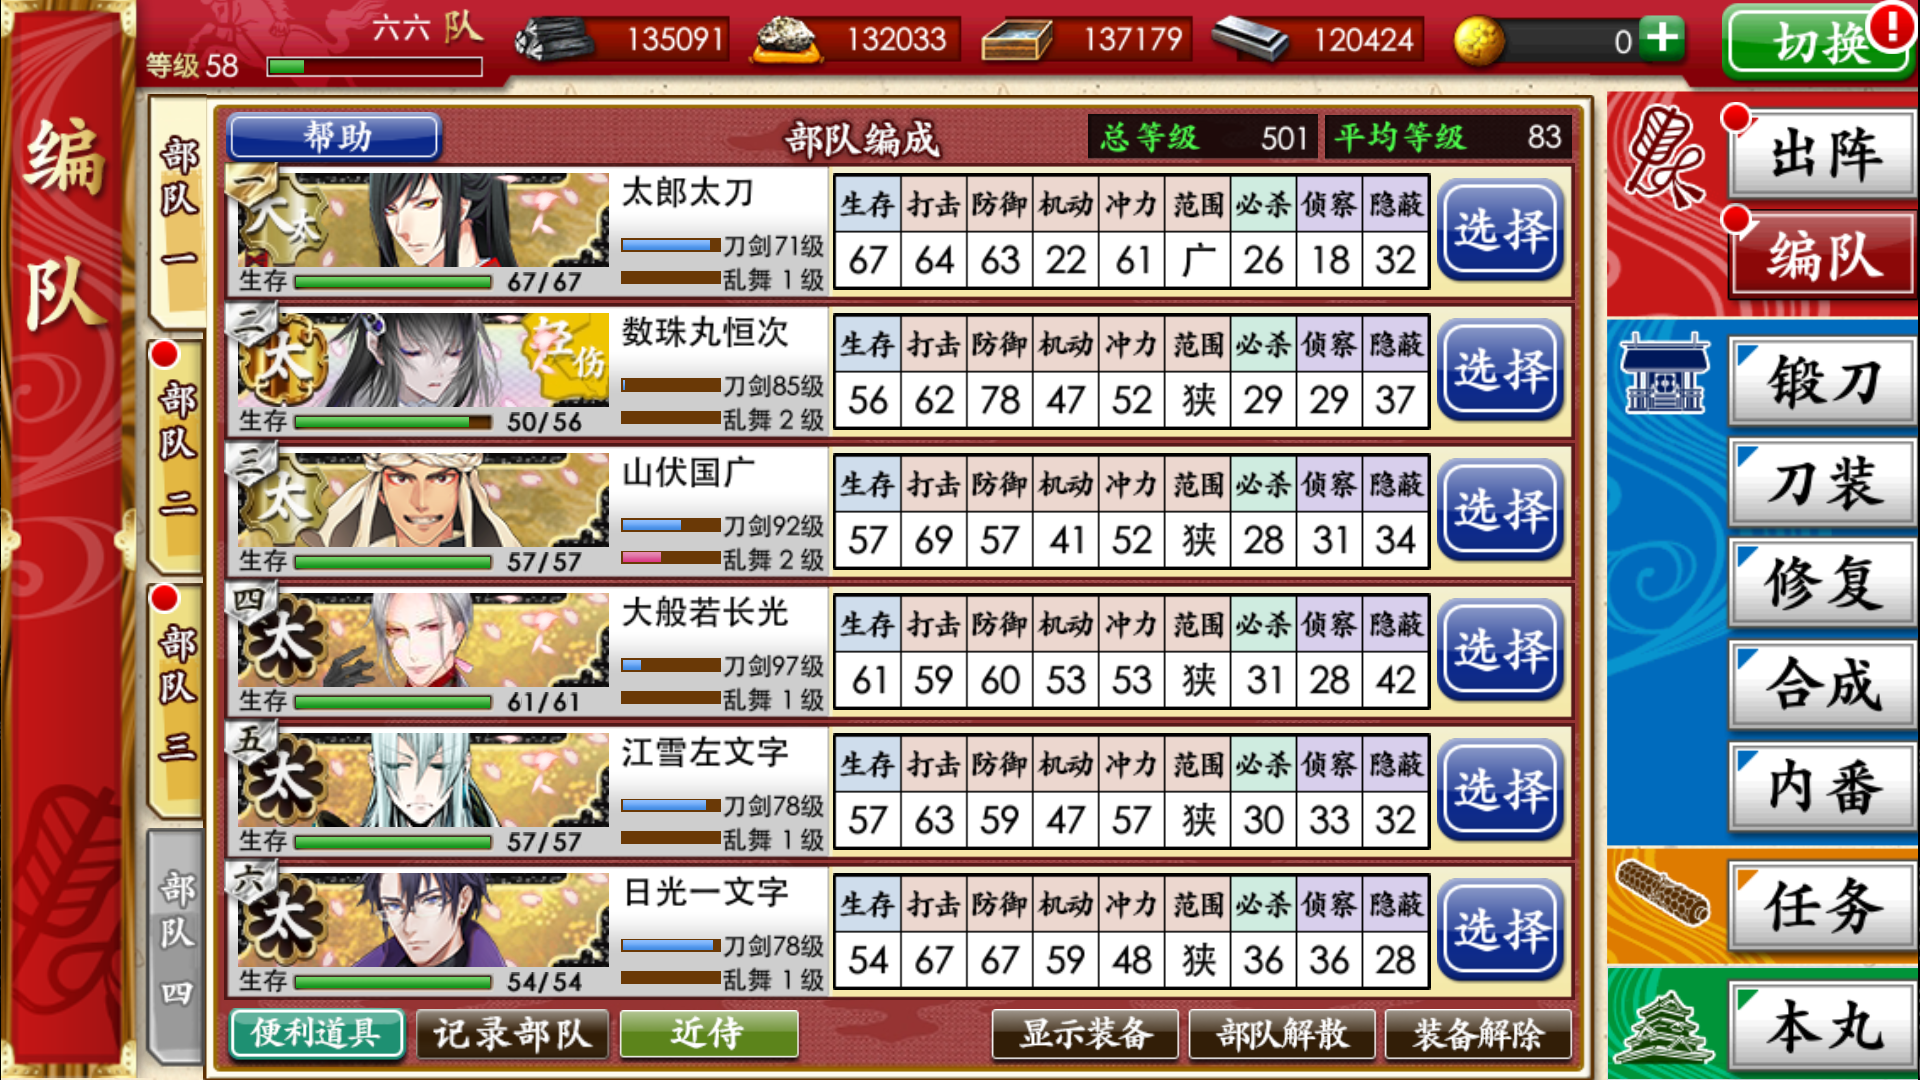 六六 队
等级 58
135091
132033
137179
120424
0
切换
编队
部队一
部队二
部队三
部队四
帮助
部队编成
总等级 501
平均等级 83
一
大太
太郎太刀
刀剑71级
乱舞 1 级
生存 67/67
生存 打击 防御 机动 冲力 范围 必杀 侦察 隐蔽
67 64 63 22 61 广 26 18 32
选择
二
太
轻伤
数珠丸恒次
刀剑85级
乱舞 2 级
生存 50/56
生存 打击 防御 机动 冲力 范围 必杀 侦察 隐蔽
56 62 78 47 52 狭 29 29 37
选择
三
太
山伏国广
刀剑92级
乱舞 2 级
生存 57/57
生存 打击 防御 机动 冲力 范围 必杀 侦察 隐蔽
57 69 57 41 52 狭 28 31 34
选择
四
太
大般若长光
刀剑97级
乱舞 1 级
生存 61/61
生存 打击 防御 机动 冲力 范围 必杀 侦察 隐蔽
61 59 60 53 53 狭 31 28 42
选择
五
太
江雪左文字
刀剑78级
乱舞 1 级
生存 57/57
生存 打击 防御 机动 冲力 范围 必杀 侦察 隐蔽
57 63 59 47 57 狭 30 33 32
选择
六
太
日光一文字
刀剑78级
乱舞 1 级
生存 54/54
生存 打击 防御 机动 冲力 范围 必杀 侦察 隐蔽
54 67 67 59 48 狭 36 36 28
选择
便利道具
记录部队
近侍
显示装备
部队解散
装备解除
出阵
编队
锻刀
刀装
修复
合成
内番
任务
本丸